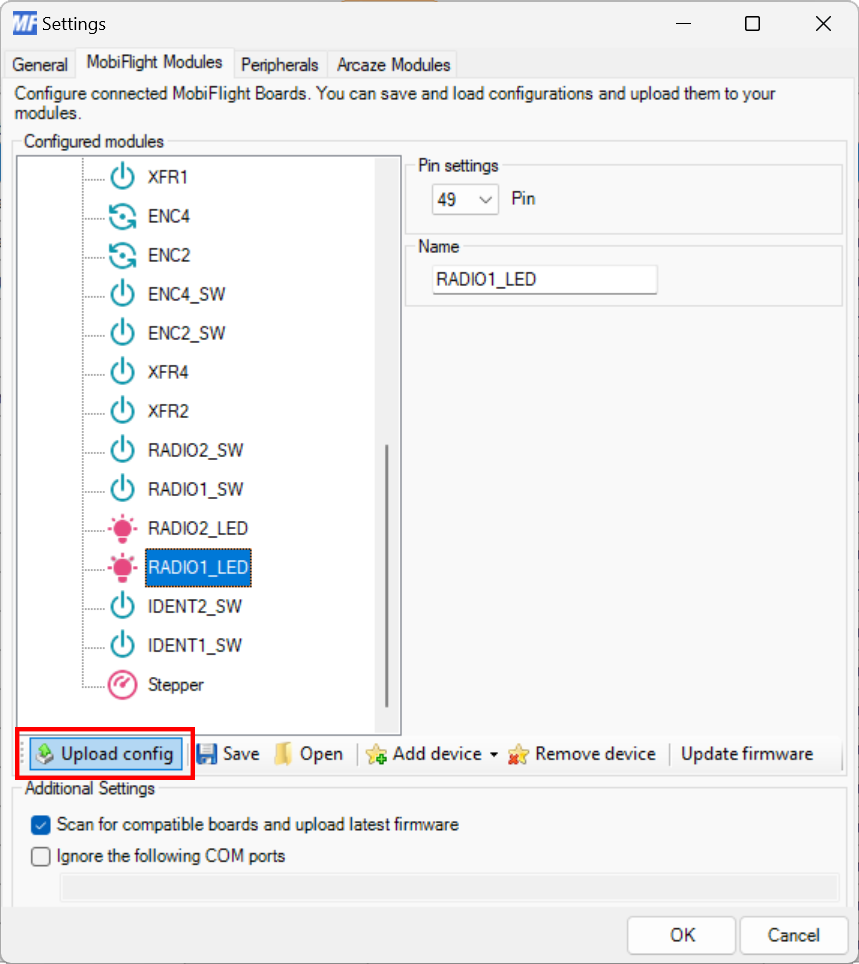 MF Settings
General MobiFlight Modules Peripherals Arcaze Modules
Configure connected MobiFlight Boards. You can save and load configurations and upload them to your
modules.
Configured modules
XFR1
ENC4
ENC2
ENC4_SW
ENC2_SW
XFR4
XFR2
RADIO2_SW
RADIO1_SW
RADIO2_LED
RADIO1_LED
IDENT2_SW
IDENT1_SW
Stepper
Pin settings
49 Pin
Name
RADIO1_LED
Upload config Save Open Add device Remove device Update firmware
Additional Settings
Scan for compatible boards and upload latest firmware
Ignore the following COM ports
OK Cancel